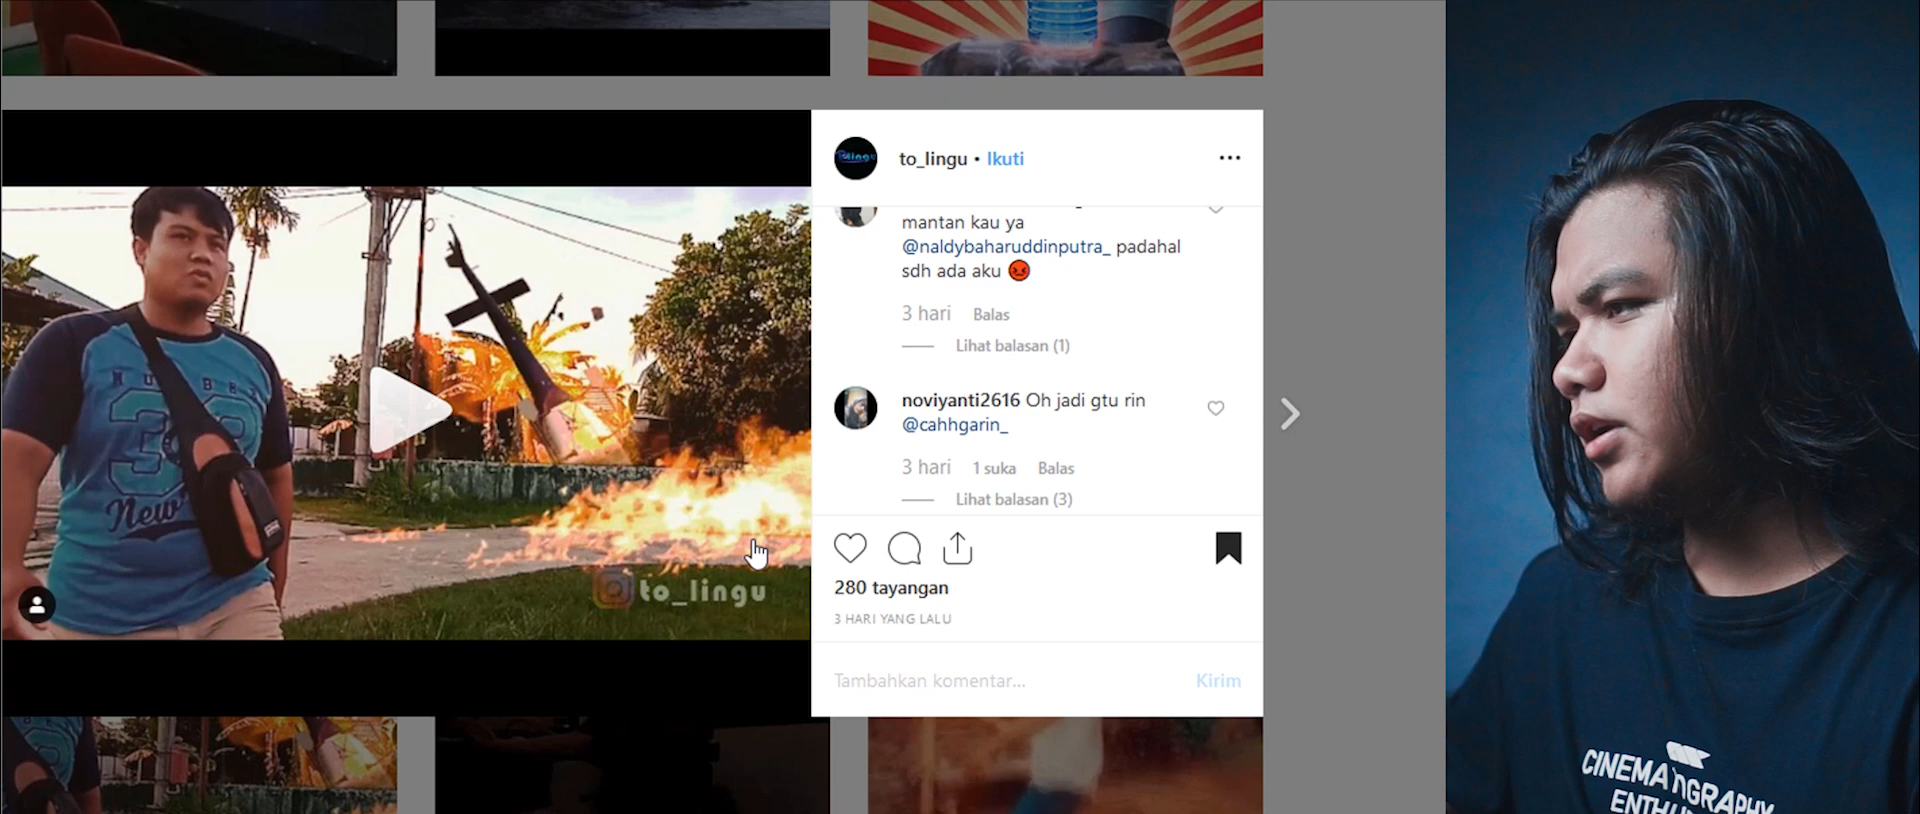 to_lingu • Ikuti
mantan kau ya
@naldybaharuddinputra_ padahal
sdh ada aku 😡
3 hari Balas
Lihat balasan (1)
noviyanti2616 Oh jadi gtu rin
@cahhgarin_
3 hari 1 suka Balas
Lihat balasan (3)
280 tayangan
3 HARI YANG LALU
Tambahkan komentar... Kirim
NUMBER
New
to_lingu
CINEMATOGRAPHY